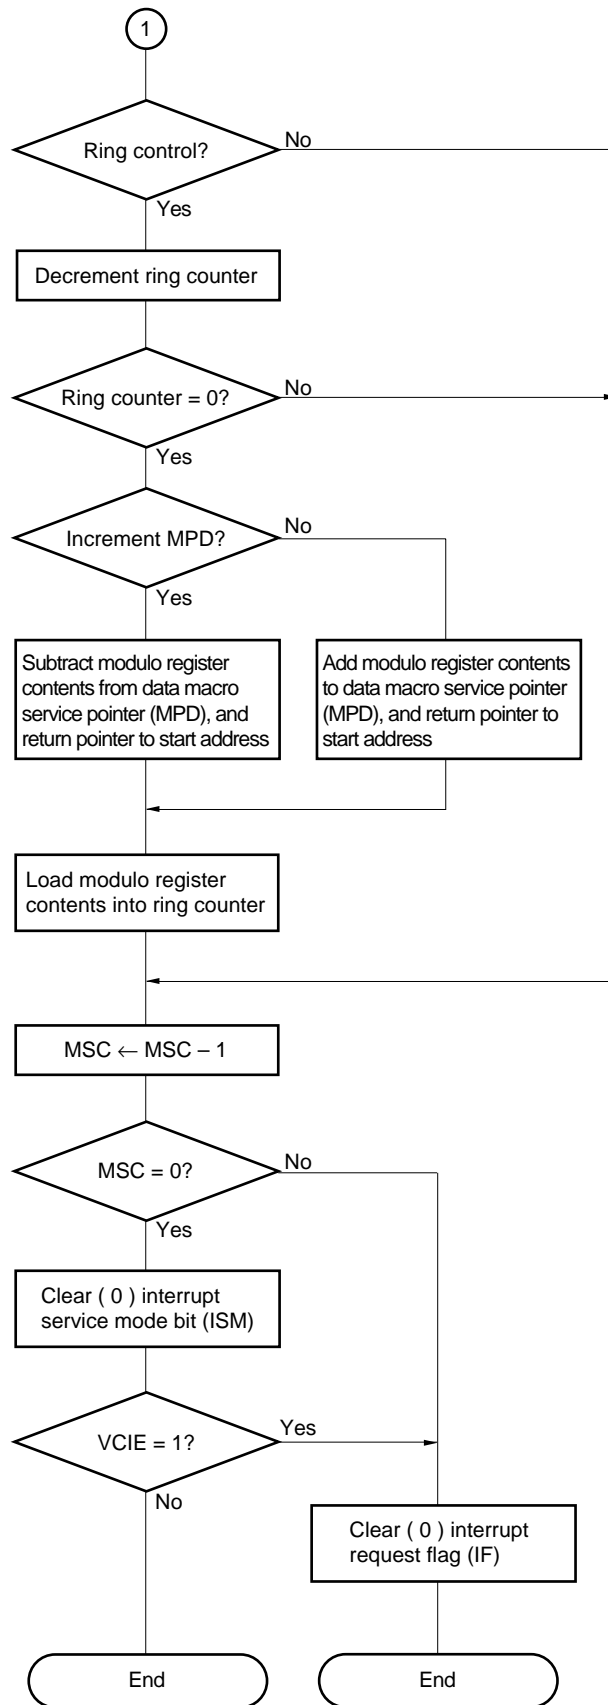 1
Ring control?
No
Yes
Decrement ring counter
Ring counter = 0?
No
Yes
Increment MPD?
No
Yes
Subtract modulo register
contents from data macro
service pointer (MPD), and
return pointer to start address
Add modulo register contents
to data macro service pointer
(MPD), and return pointer to
start address
Load modulo register
contents into ring counter
MSC ← MSC – 1
MSC = 0?
No
Yes
Clear ( 0 ) interrupt
service mode bit (ISM)
VCIE = 1?
Yes
No
Clear ( 0 ) interrupt
request flag (IF)
End
End